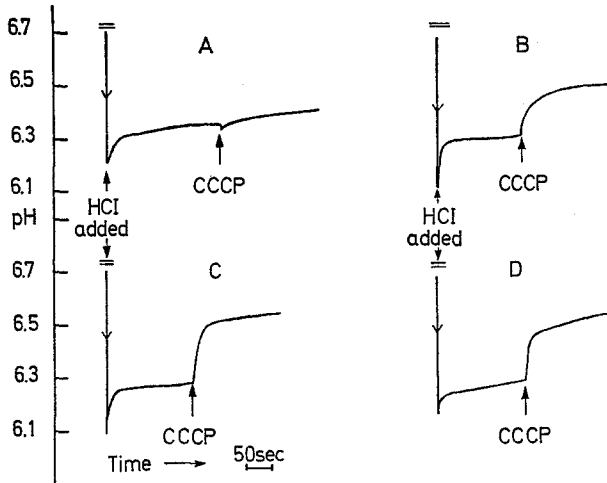 6.7
A
B
6.5
6.3
CCCP
CCCP
6.1
pH
HCl
added
HCl
added
6.7
C
D
6.5
6.3
6.1
CCCP
CCCP
Time
50sec